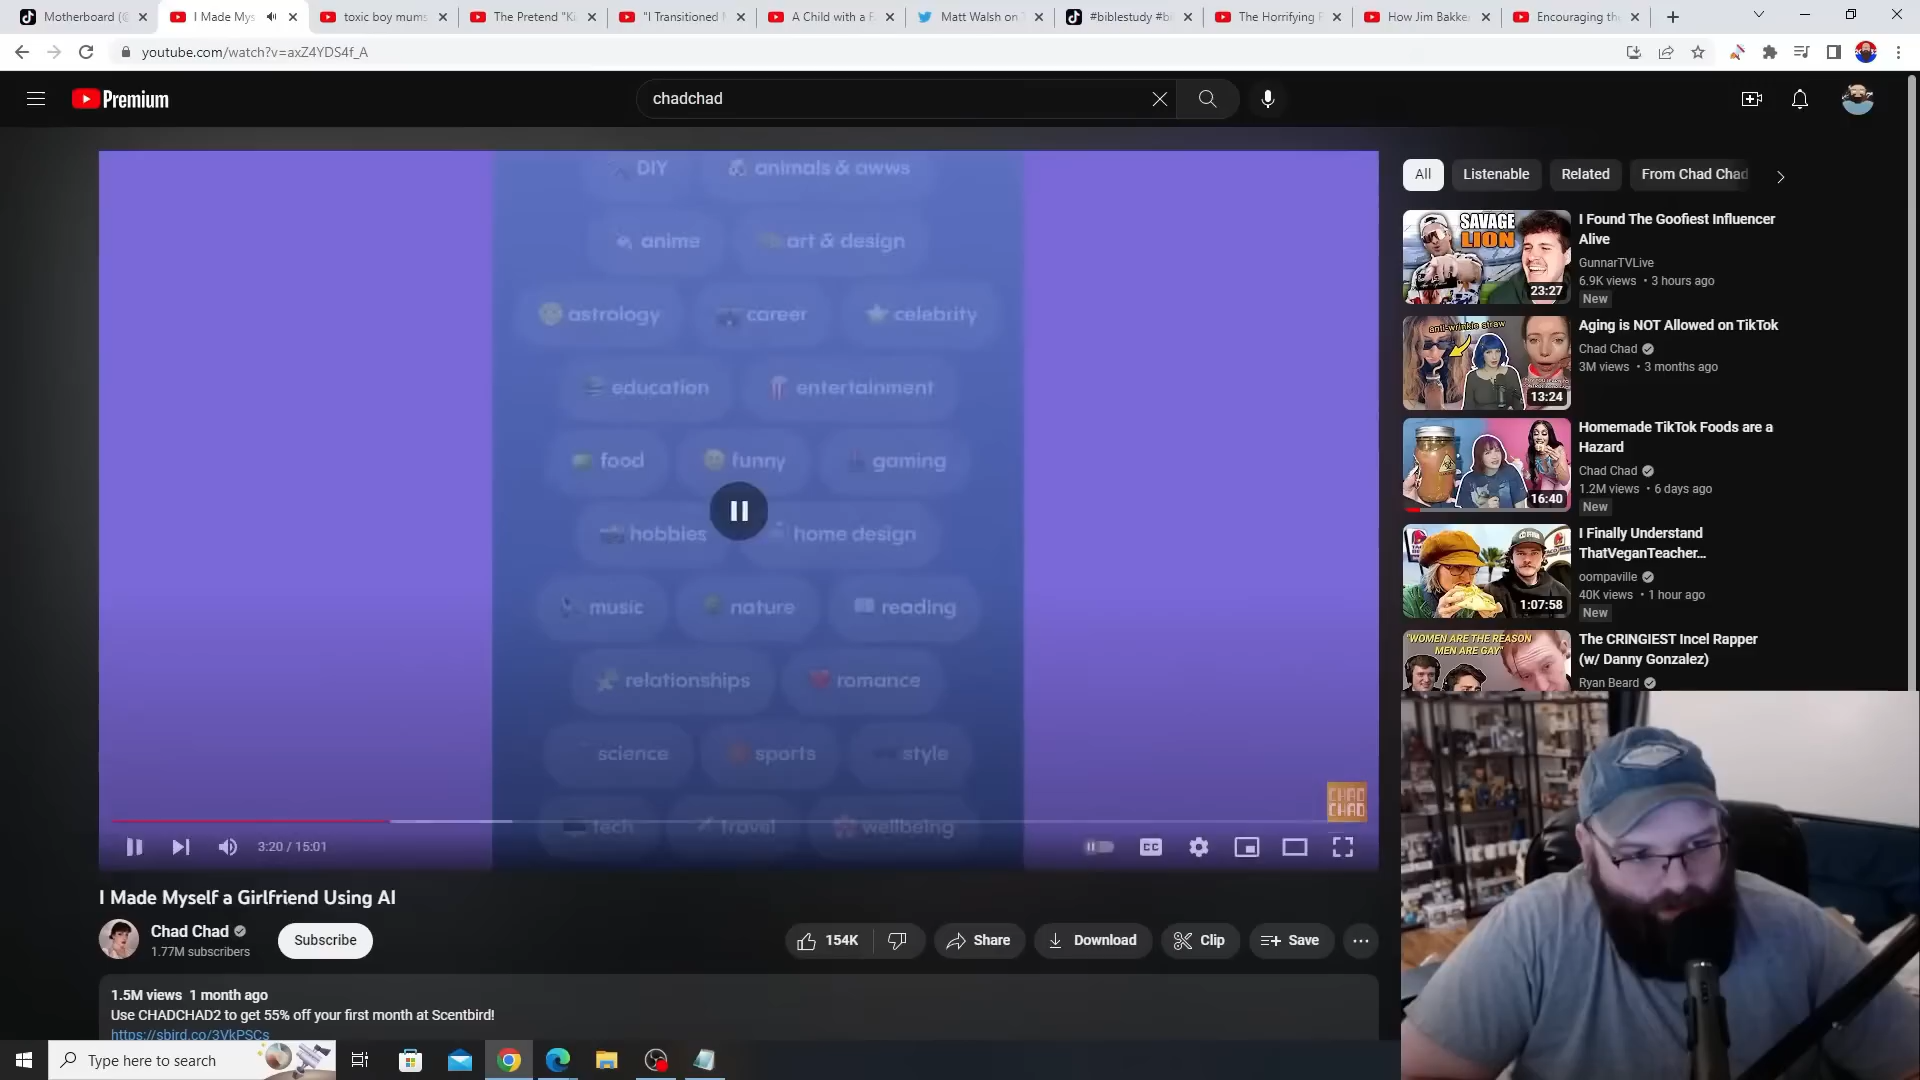 Motherboard (@
I Made Mys
toxic boy mums
The Pretend "Ki
"I Transitioned
A Child with a F
Matt Walsh on T
#biblestudy #bi
The Horrifying
How Jim Bakke
Encouraging the
youtube.com/watch?v=axZ4YDS4f_A
Premium
chadchad
DIY animals & awws
anime art & design
astrology career celebrity
education entertainment
food funny gaming
hobbies home design
music nature reading
relationships romance
science sports style
tech travel wellbeing
CHAD
CHAD
3:20 / 15:01
CC
I Made Myself a Girlfriend Using AI
Chad Chad
1.77M subscribers
Subscribe
154K
Share
Download
Clip
Save
1.5M views 1 month ago
Use CHADCHAD2 to get 55% off your first month at Scentbird!
https://sbird.co/3VkPSCs
All
Listenable
Related
From Chad Chad
SAVAGE
LION
23:27
I Found The Goofiest Influencer
Alive
GunnarTVLive
6.9K views • 3 hours ago
New
anti-wrinkle straw
13:24
Aging is NOT Allowed on TikTok
Chad Chad
3M views • 3 months ago
16:40
Homemade TikTok Foods are a
Hazard
Chad Chad
1.2M views • 6 days ago
New
1:07:58
I Finally Understand
ThatVeganTeacher...
oompaville
40K views • 1 hour ago
New
"WOMEN ARE THE REASON
MEN ARE GAY"
The CRINGIEST Incel Rapper
(w/ Danny Gonzalez)
Ryan Beard
Type here to search